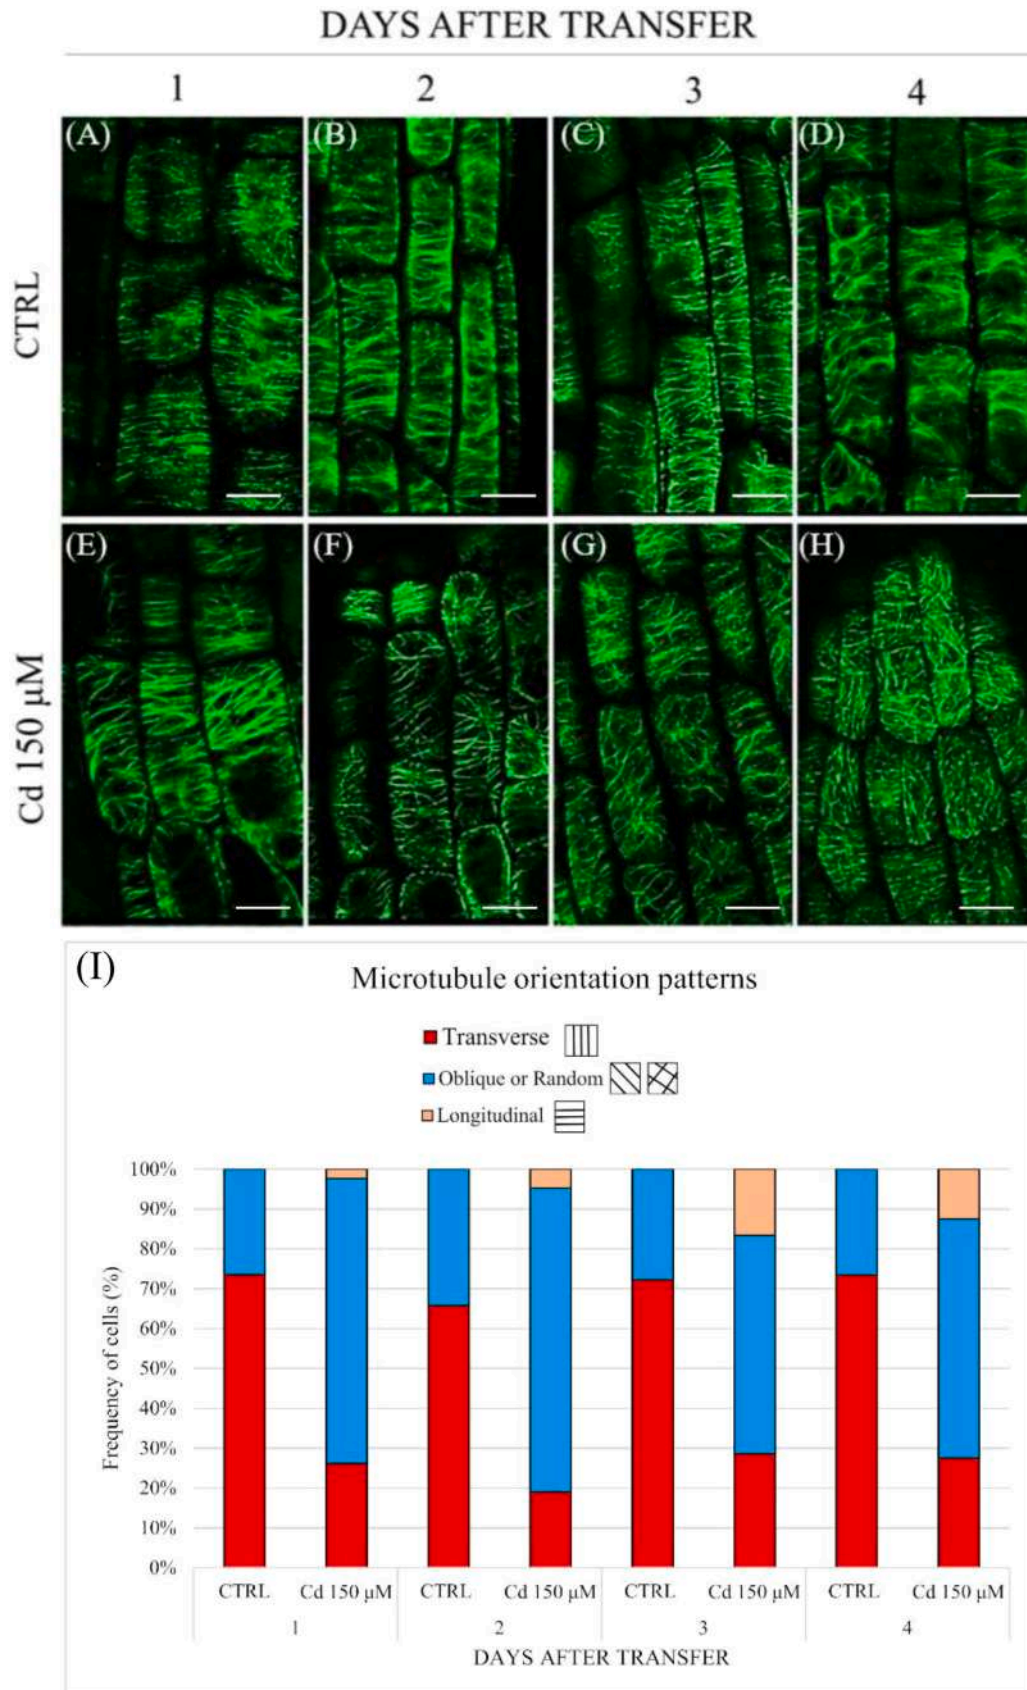 DAYS AFTER TRANSFER
1 2 3 4
CTRL
(A) (B) (C) (D)
Cd 150 µM
(E) (F) (G) (H)
(I)
Microtubule orientation patterns
Transverse
Oblique or Random
Longitudinal
Frequency of cells (%)
100%
90%
80%
70%
60%
50%
40%
30%
20%
10%
0%
CTRL Cd 150 µM CTRL Cd 150 µM CTRL Cd 150 µM CTRL Cd 150 µM
1 2 3 4
DAYS AFTER TRANSFER